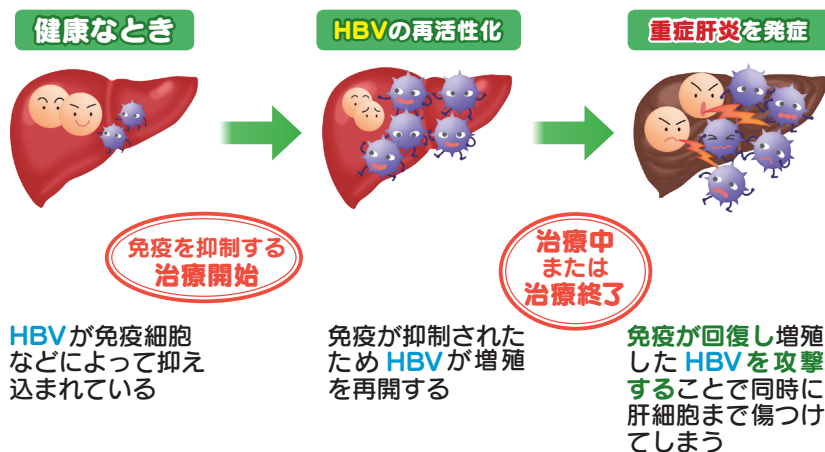 健康なとき
HBVの再活性化
重症肝炎を発症
免疫を抑制する
治療開始
治療中
または
治療終了
HBVが免疫細胞
などによって抑え
込まれている
免疫が抑制された
ため HBVが増殖
を再開する
免疫が回復し増殖
した HBVを攻撃
することで同時に
肝細胞まで傷つけ
てしまう